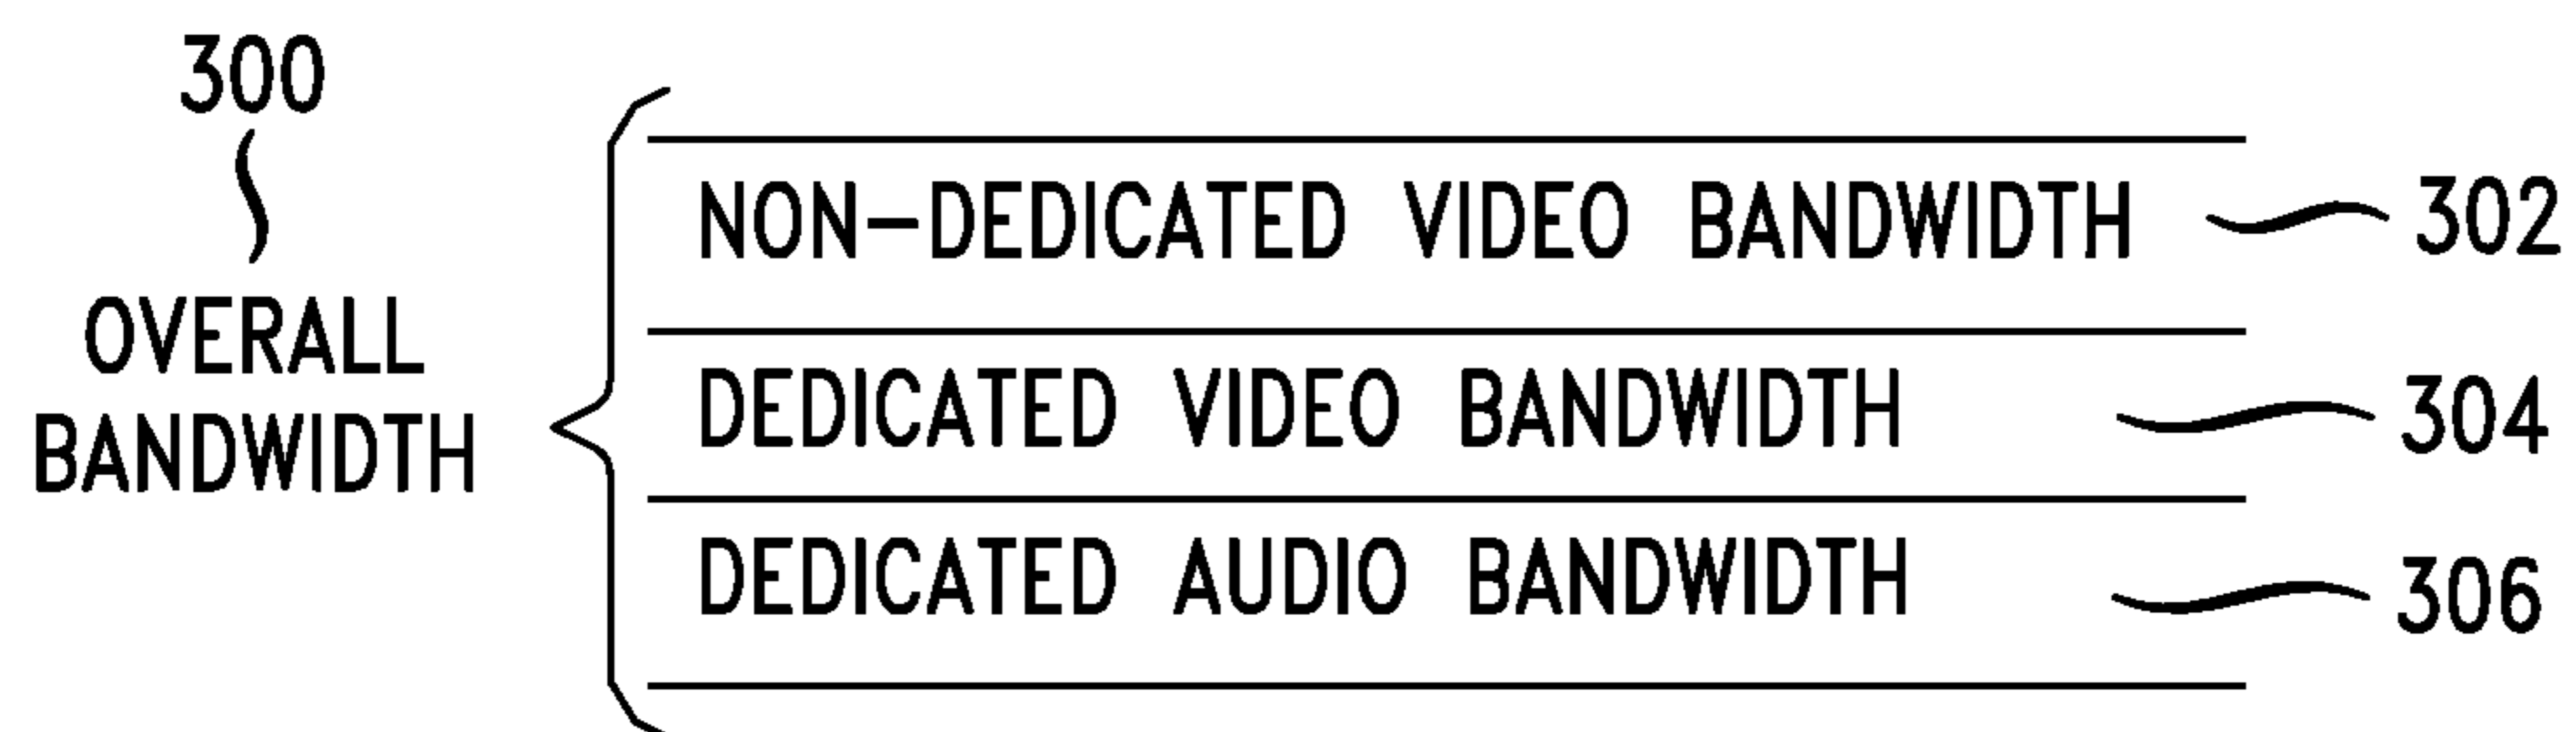 300
OVERALL
BANDWIDTH
NON-DEDICATED VIDEO BANDWIDTH 302
DEDICATED VIDEO BANDWIDTH 304
DEDICATED AUDIO BANDWIDTH 306